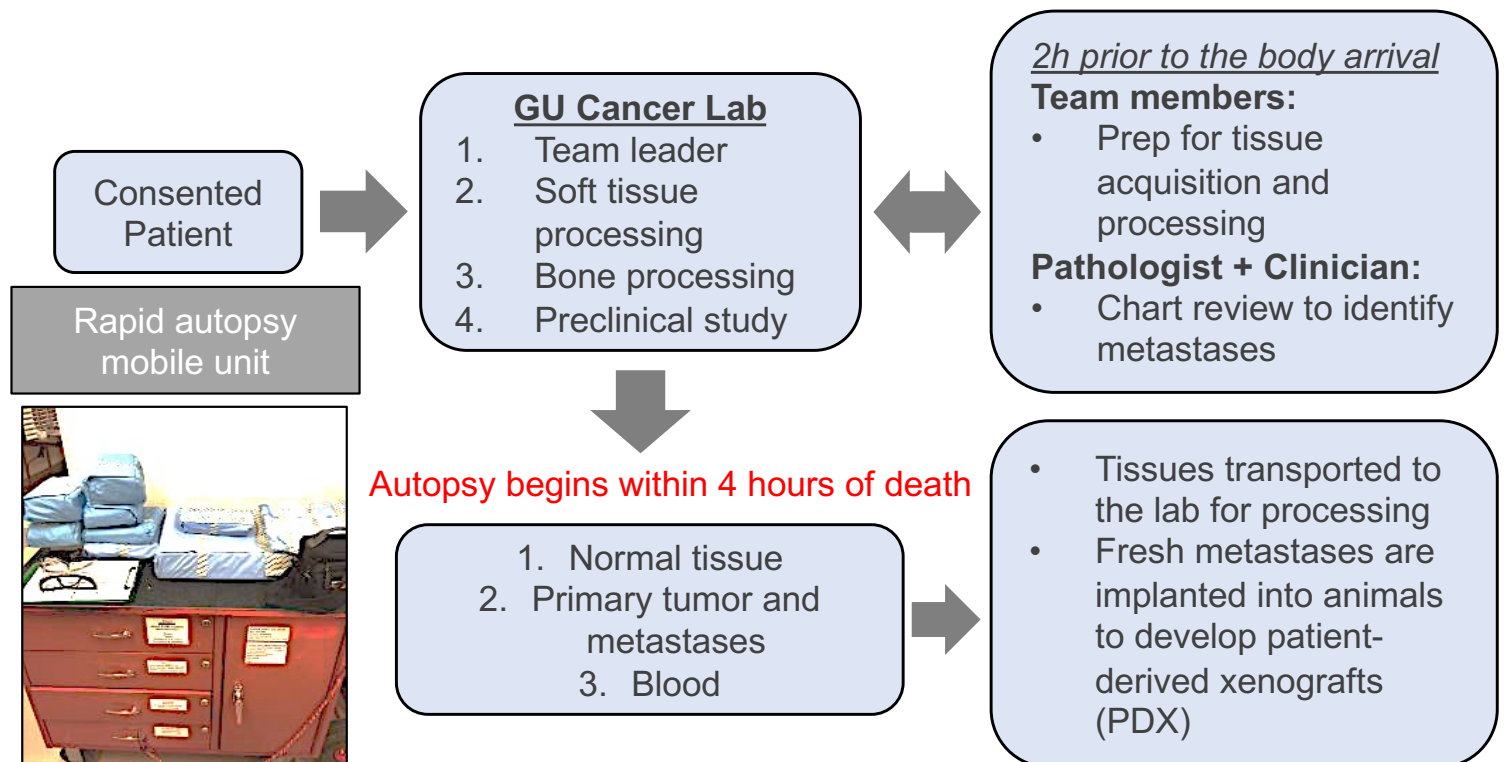 Consented
Patient
Rapid autopsy
mobile unit
GU Cancer Lab
1. Team leader
2. Soft tissue
processing
3. Bone processing
4. Preclinical study
2h prior to the body arrival
Team members:
• Prep for tissue
acquisition and
processing
Pathologist + Clinician:
• Chart review to identify
metastases
Autopsy begins within 4 hours of death
1. Normal tissue
2. Primary tumor and
metastases
3. Blood
• Tissues transported to
the lab for processing
• Fresh metastases are
implanted into animals
to develop patient-
derived xenografts
(PDX)